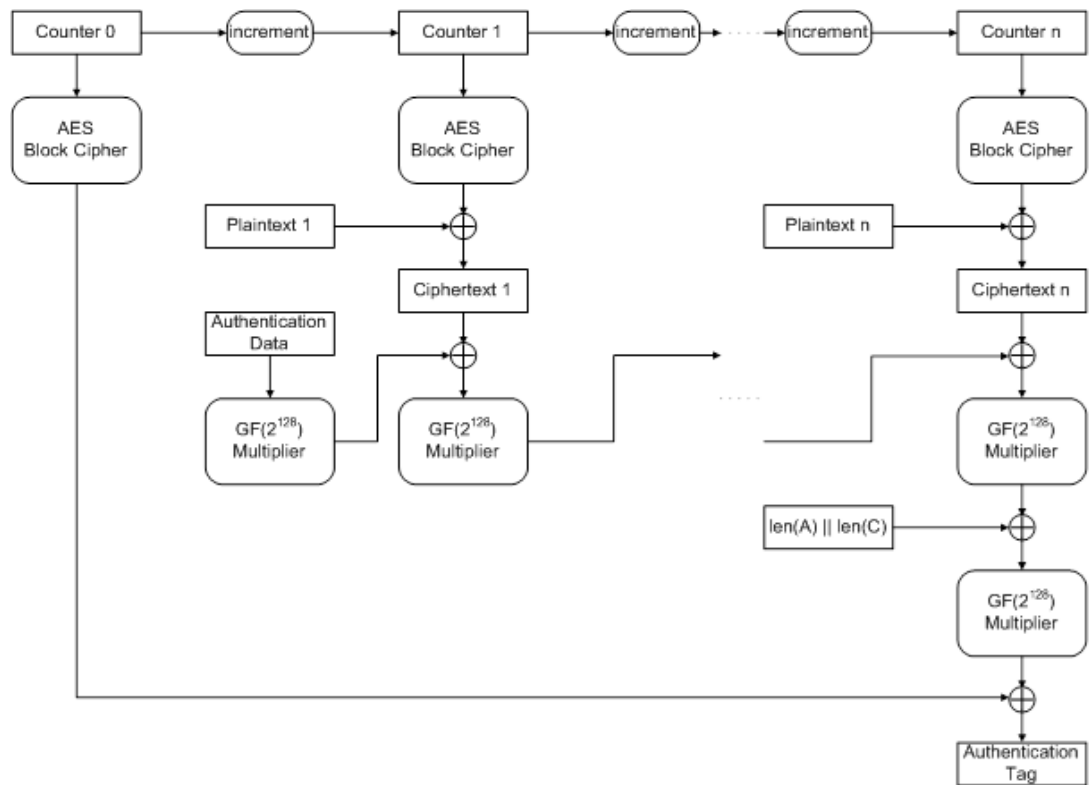 Counter 0
increment
Counter 1
increment
.....
increment
Counter n
AES
Block Cipher
AES
Block Cipher
AES
Block Cipher
Plaintext 1
Plaintext n
Ciphertext 1
Ciphertext n
Authentication
Data
.....
GF(2¹²⁸)
Multiplier
GF(2¹²⁸)
Multiplier
GF(2¹²⁸)
Multiplier
len(A) || len(C)
GF(2¹²⁸)
Multiplier
Authentication
Tag